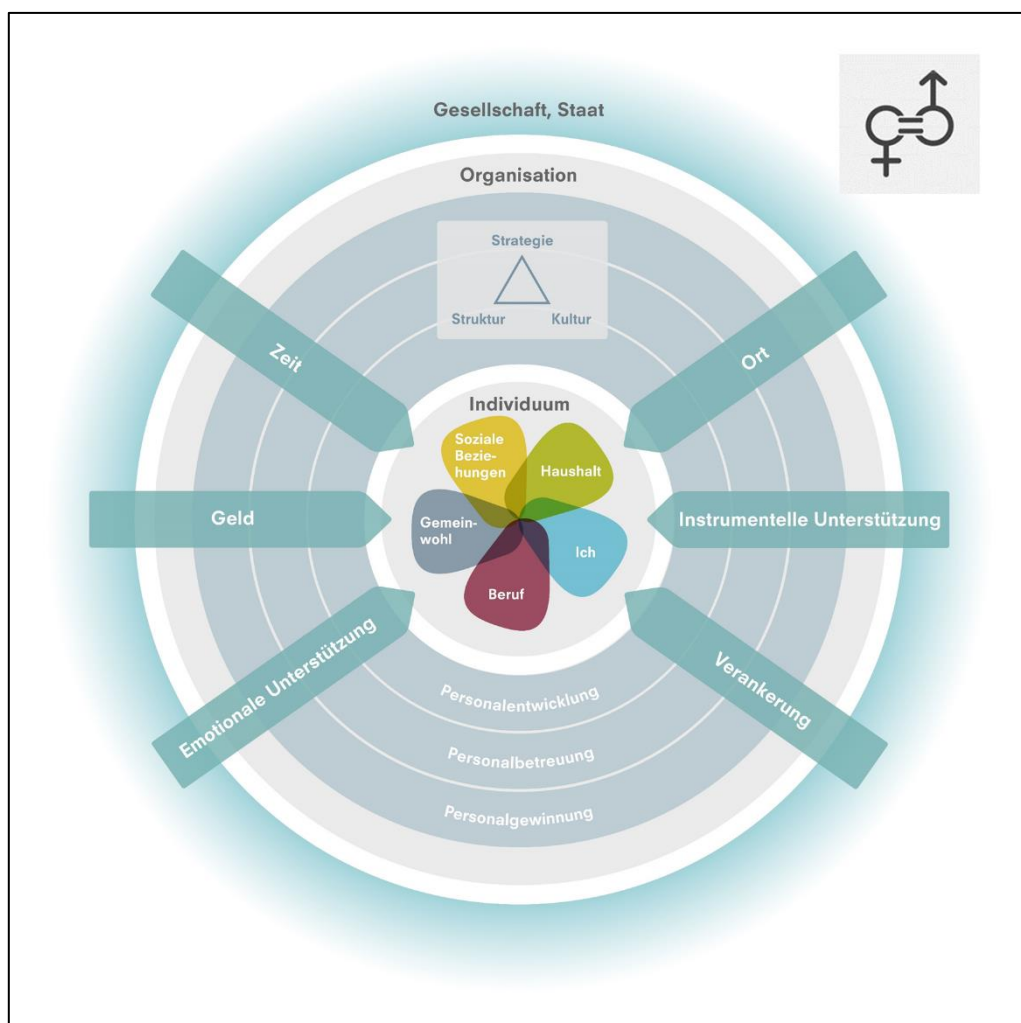 Gesellschaft, Staat
Organisation
Strategie
Struktur Kultur
Zeit
Ort
Individuum
Soziale
Bezie-
hungen
Haushalt
Geld
Gemein-
wohl
Ich
Instrumentelle Unterstützung
Beruf
Emotionale Unterstützung
Verankerung
Personalentwicklung
Personalbetreuung
Personalgewinnung